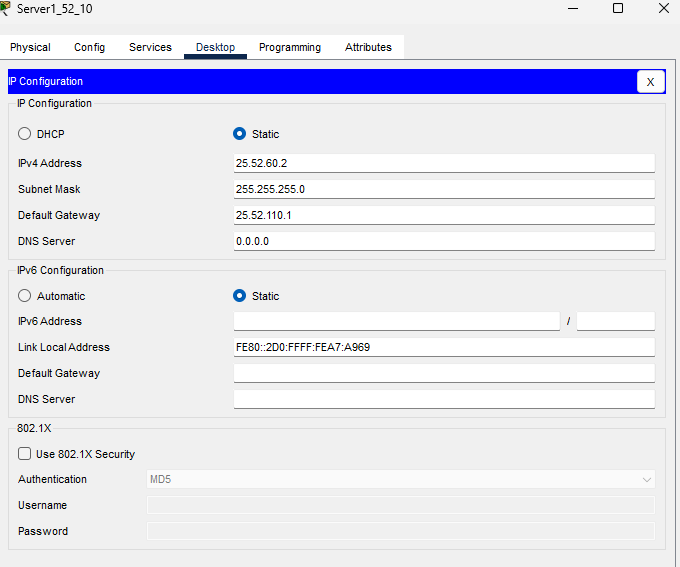 Server1_52_10
Physical Config Services Desktop Programming Attributes
IP Configuration X
IP Configuration
DHCP Static
IPv4 Address 25.52.60.2
Subnet Mask 255.255.255.0
Default Gateway 25.52.110.1
DNS Server 0.0.0.0
IPv6 Configuration
Automatic Static
IPv6 Address /
Link Local Address FE80::2D0:FFFF:FEA7:A969
Default Gateway
DNS Server
802.1X
Use 802.1X Security
Authentication MD5
Username
Password